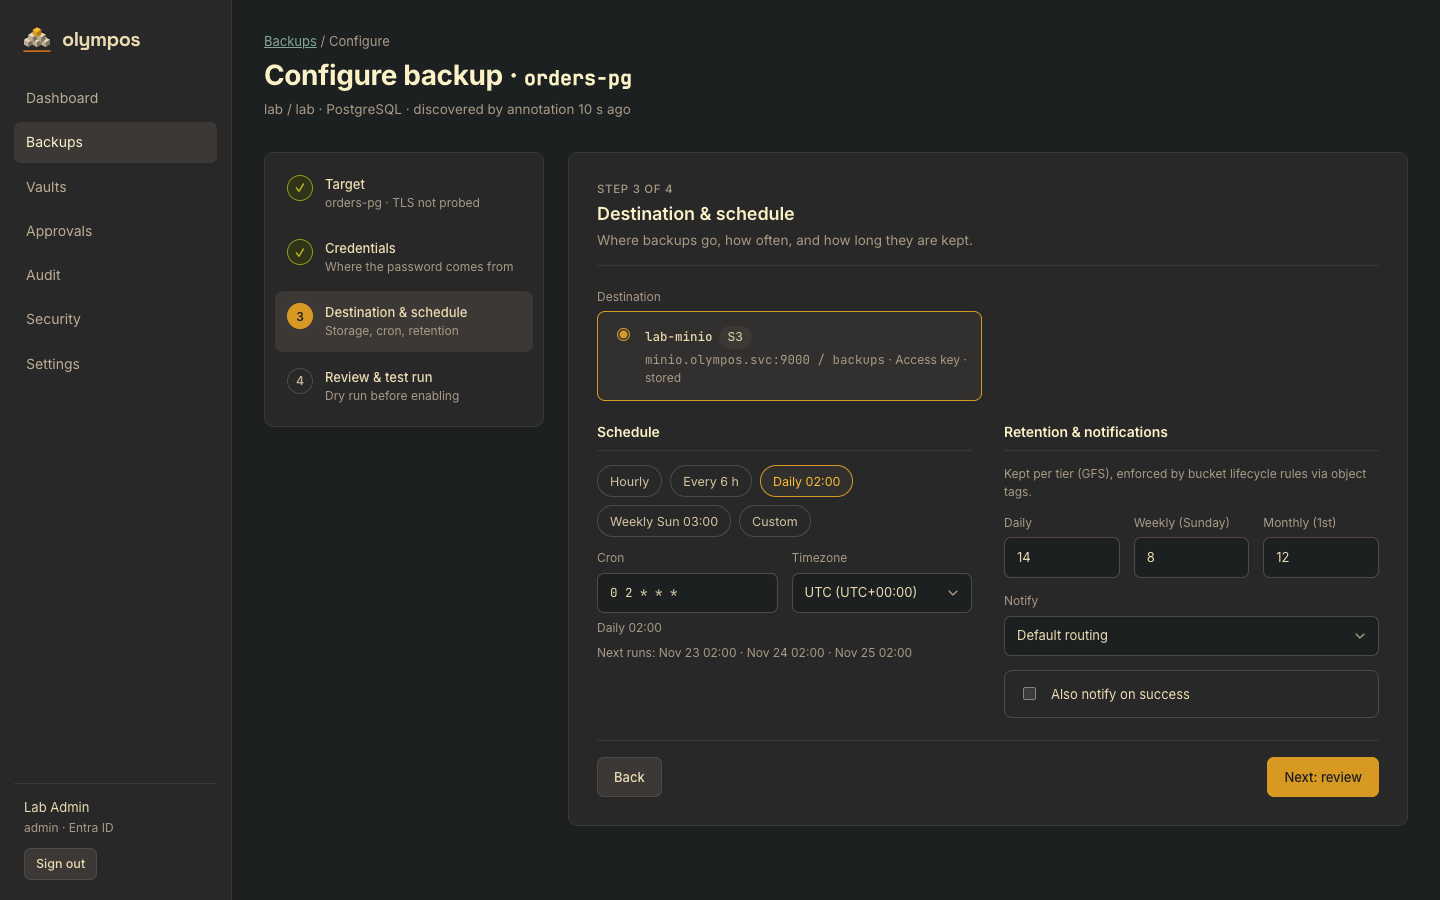 olympos
Dashboard
Backups
Vaults
Approvals
Audit
Security
Settings
Lab Admin
admin · Entra ID
Sign out
Backups / Configure
Configure backup · orders-pg
lab / lab · PostgreSQL · discovered by annotation 10 s ago
Target
orders-pg · TLS not probed
Credentials
Where the password comes from
3
Destination & schedule
Storage, cron, retention
4
Review & test run
Dry run before enabling
STEP 3 OF 4
Destination & schedule
Where backups go, how often, and how long they are kept.
Destination
lab-minio S3
minio.olympos.svc:9000 / backups · Access key ·
stored
Schedule
Hourly Every 6 h Daily 02:00
Weekly Sun 03:00 Custom
Cron Timezone
0 2 * * * UTC (UTC+00:00)
Daily 02:00
Next runs: Nov 23 02:00 · Nov 24 02:00 · Nov 25 02:00
Retention & notifications
Kept per tier (GFS), enforced by bucket lifecycle rules via object
tags.
Daily Weekly (Sunday) Monthly (1st)
14 8 12
Notify
Default routing
Also notify on success
Back Next: review